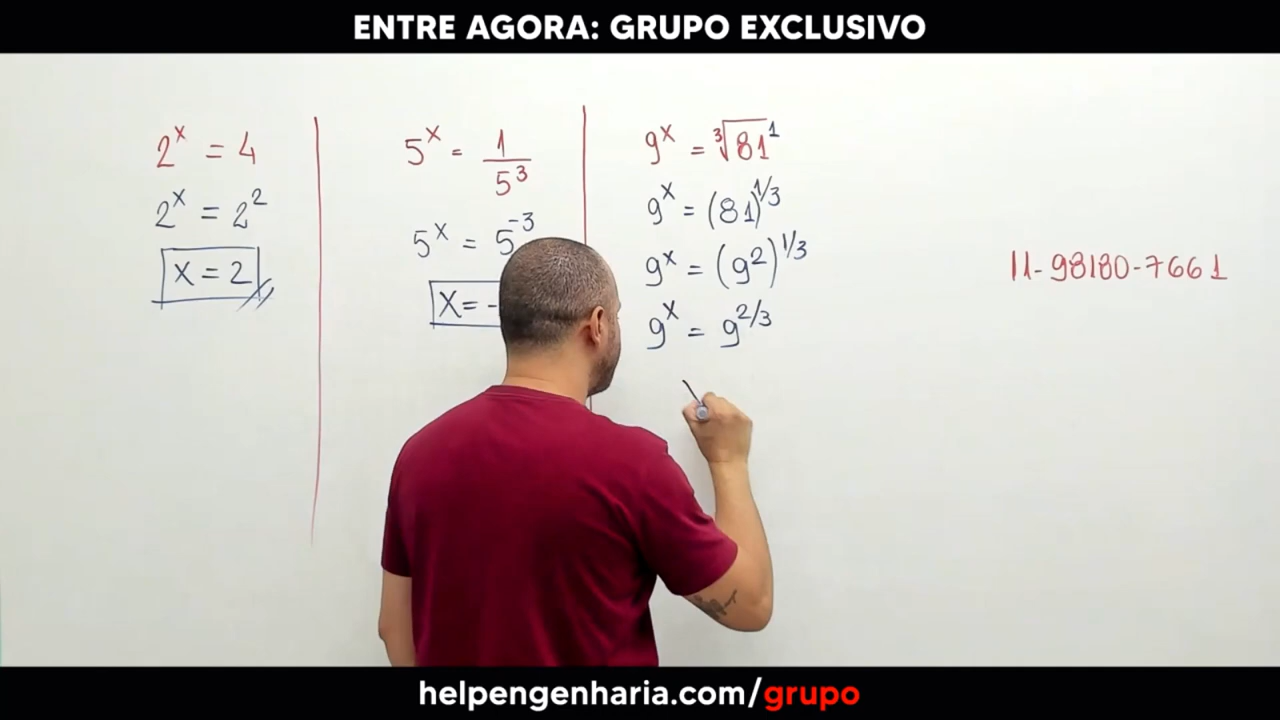 ENTRE AGORA: GRUPO EXCLUSIVO
2^x = 4
2^x = 2^2
x = 2
5^x = 1/5^3
5^x = 5^-3
x = -
9^x = ∛81^1
9^x = (81)^1/3
9^x = (9^2)^1/3
9^x = 9^2/3
11-98180-7661
helpengenharia.com/grupo